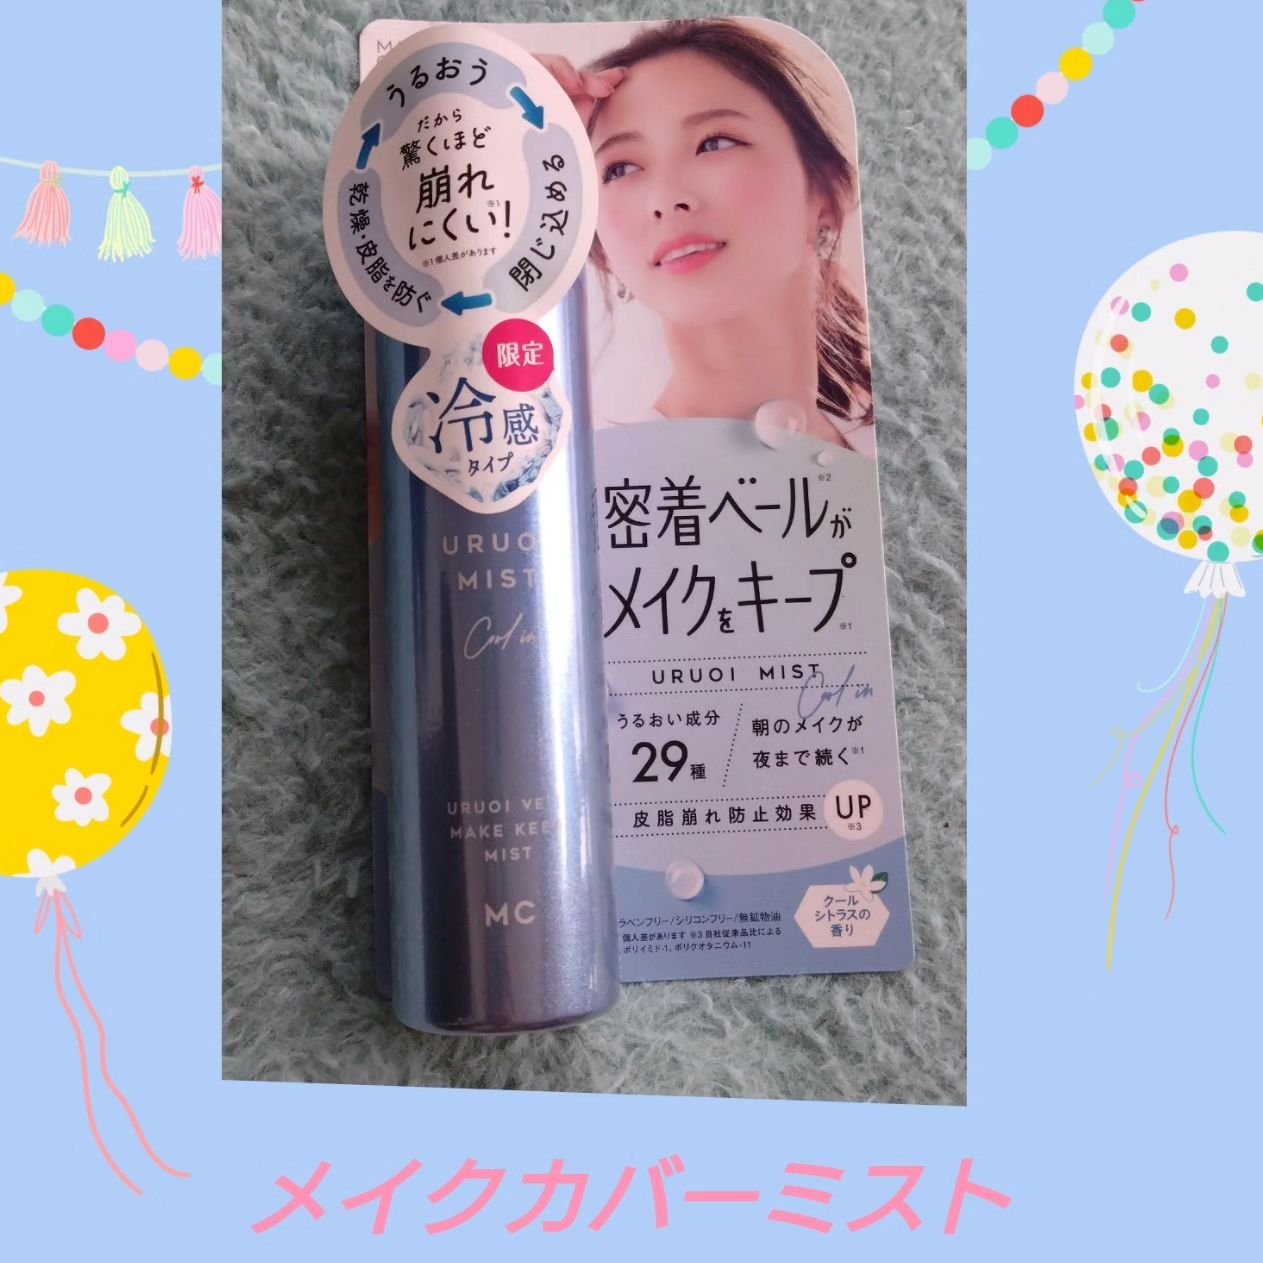 うるおう
閉じ込める
乾燥・皮脂を防ぐ
だから
驚くほど
崩れ
にくい!
※1
※1個人差があります
限定
冷感
タイプ
URUO
MIST
Cool in
URUOI VE
MAKE KEE
MIST
MC
密着ベールが
※2
メイクをキープ
※1
URUOI MIST
Cool in
うるおい成分
29種
朝のメイクが
夜まで続く※1
皮脂崩れ防止効果
UP
※3
クール
シトラスの
香り
ラベンフリー/シリコンフリー/無鉱物油
個人差があります ※3 自社従来品比による
ポリイミド-1、ポリクオタニウム-11
メイクカバーミスト